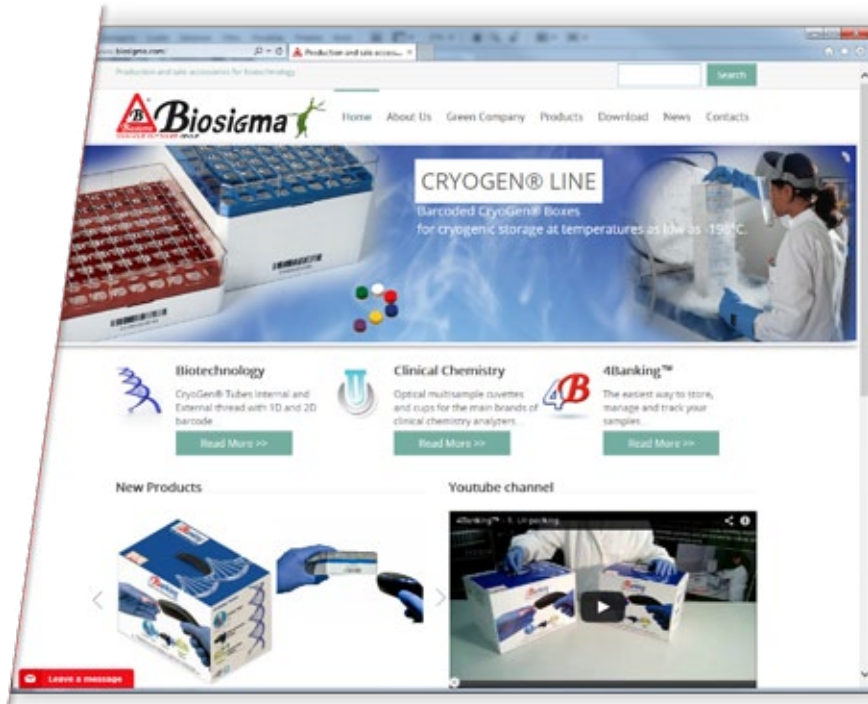 biosigma.com/
Production and sale access...
Production and sale accessories for biotechnology
Search
Biosigma
Home About Us Green Company Products Download News Contacts
CRYOGEN® LINE
Barcoded CryoGen® Boxes
for cryogenic storage at temperatures as low as -196°C.
Biotechnology
CryoGen® Tubes Internal and
External thread with 1D and 2D
barcode
Read More >>
Clinical Chemistry
Optical multisample cuvettes
and cups for the main brands of
clinical chemistry analyzers...
Read More >>
4B
4Banking™
The easiest way to store,
manage and track your
samples...
Read More >>
New Products
Youtube channel
4Banking™ - 1. Unpacking
Leave a message